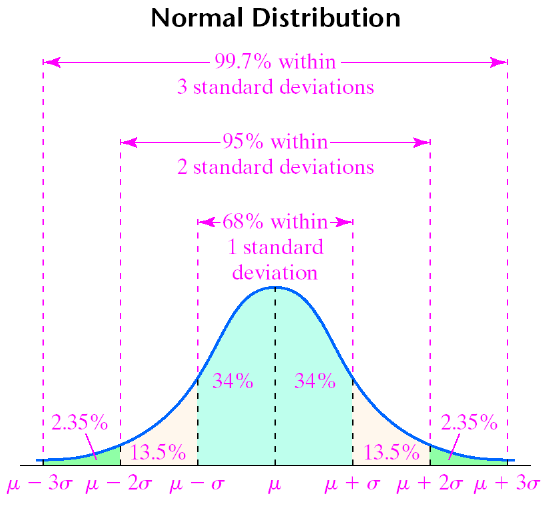 Normal Distribution
99.7% within
3 standard deviations
95% within
2 standard deviations
68% within
1 standard
deviation
34% 34%
2.35% 2.35%
13.5% 13.5%
μ − 3σ μ − 2σ μ − σ μ μ + σ μ + 2σ μ + 3σ